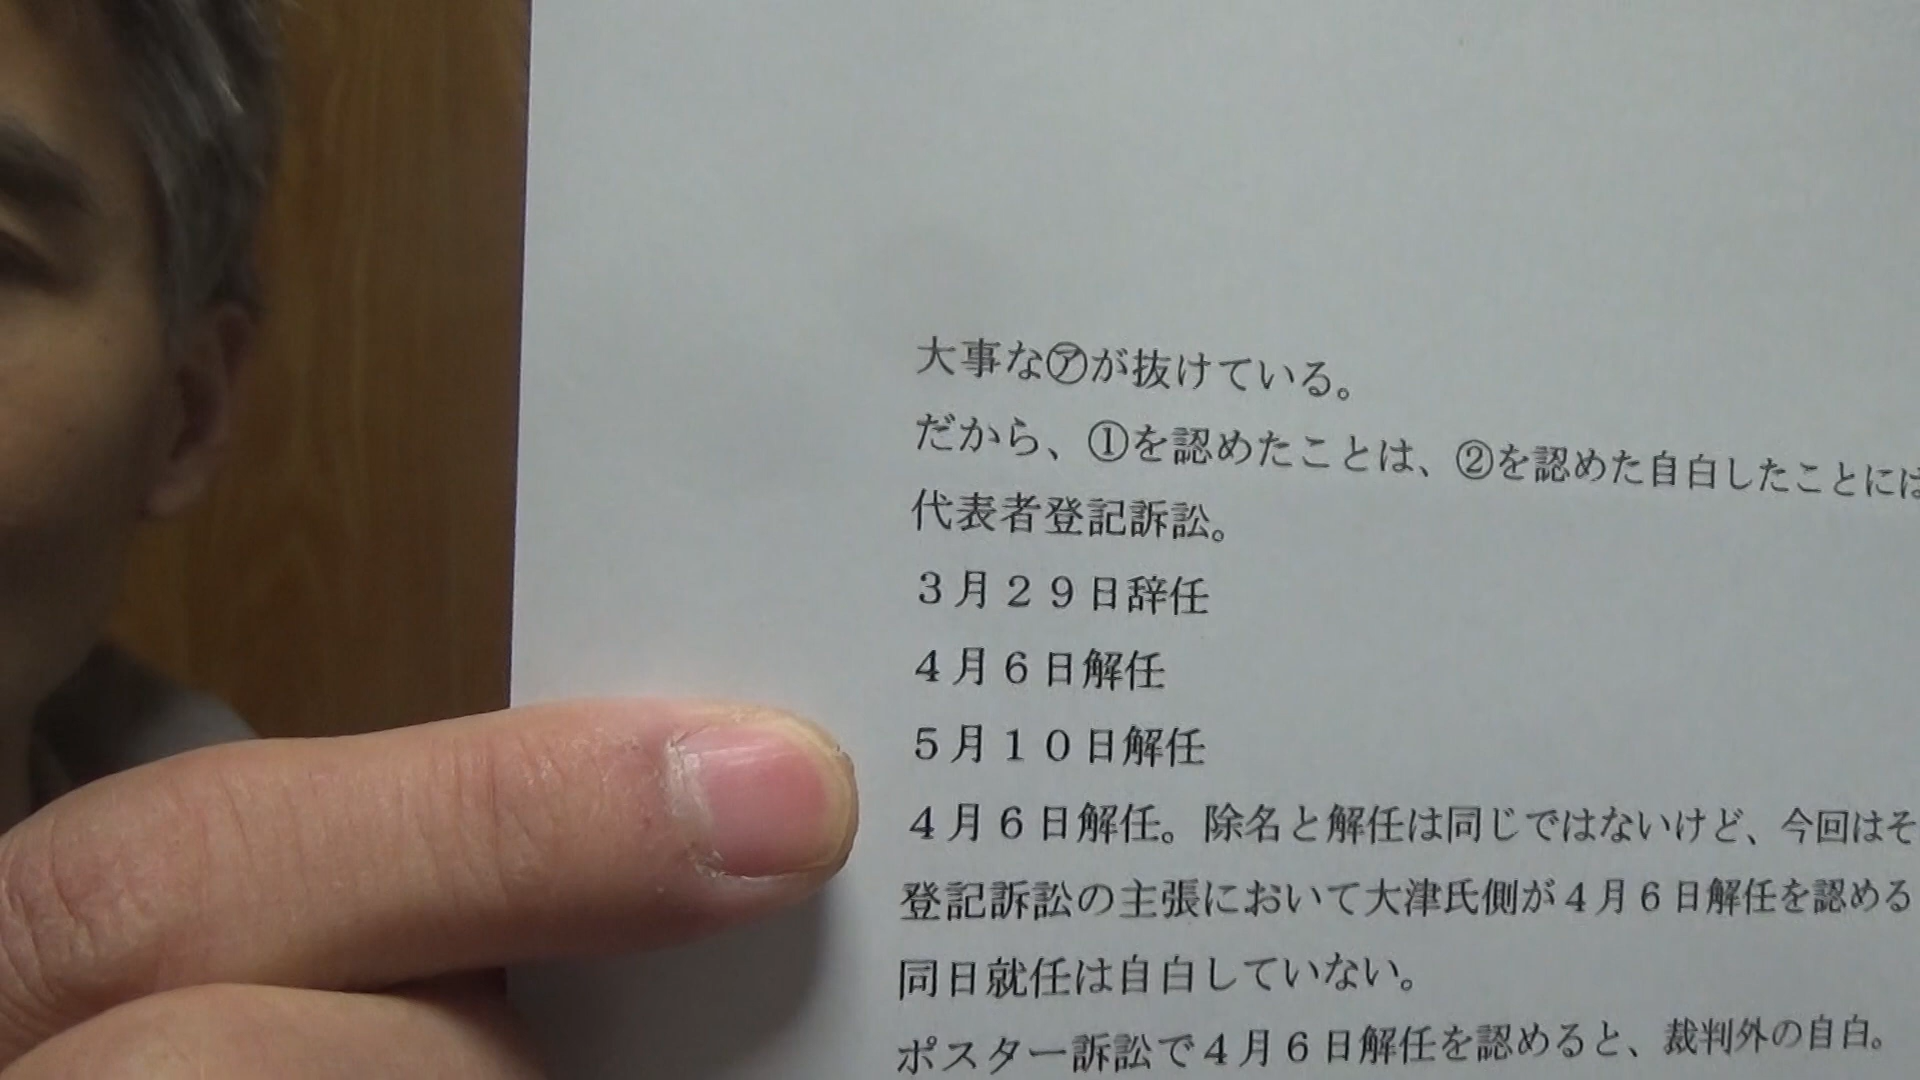 大事な㋐が抜けている。
だから、①を認めたことは、②を認めた自白したことには
代表者登記訴訟。
３月２９日辞任
４月６日解任
５月１０日解任
４月６日解任。除名と解任は同じではないけど、今回はそ
登記訴訟の主張において大津氏側が４月６日解任を認める
同日就任は自白していない。
ポスター訴訟で４月６日解任を認めると、裁判外の自白。